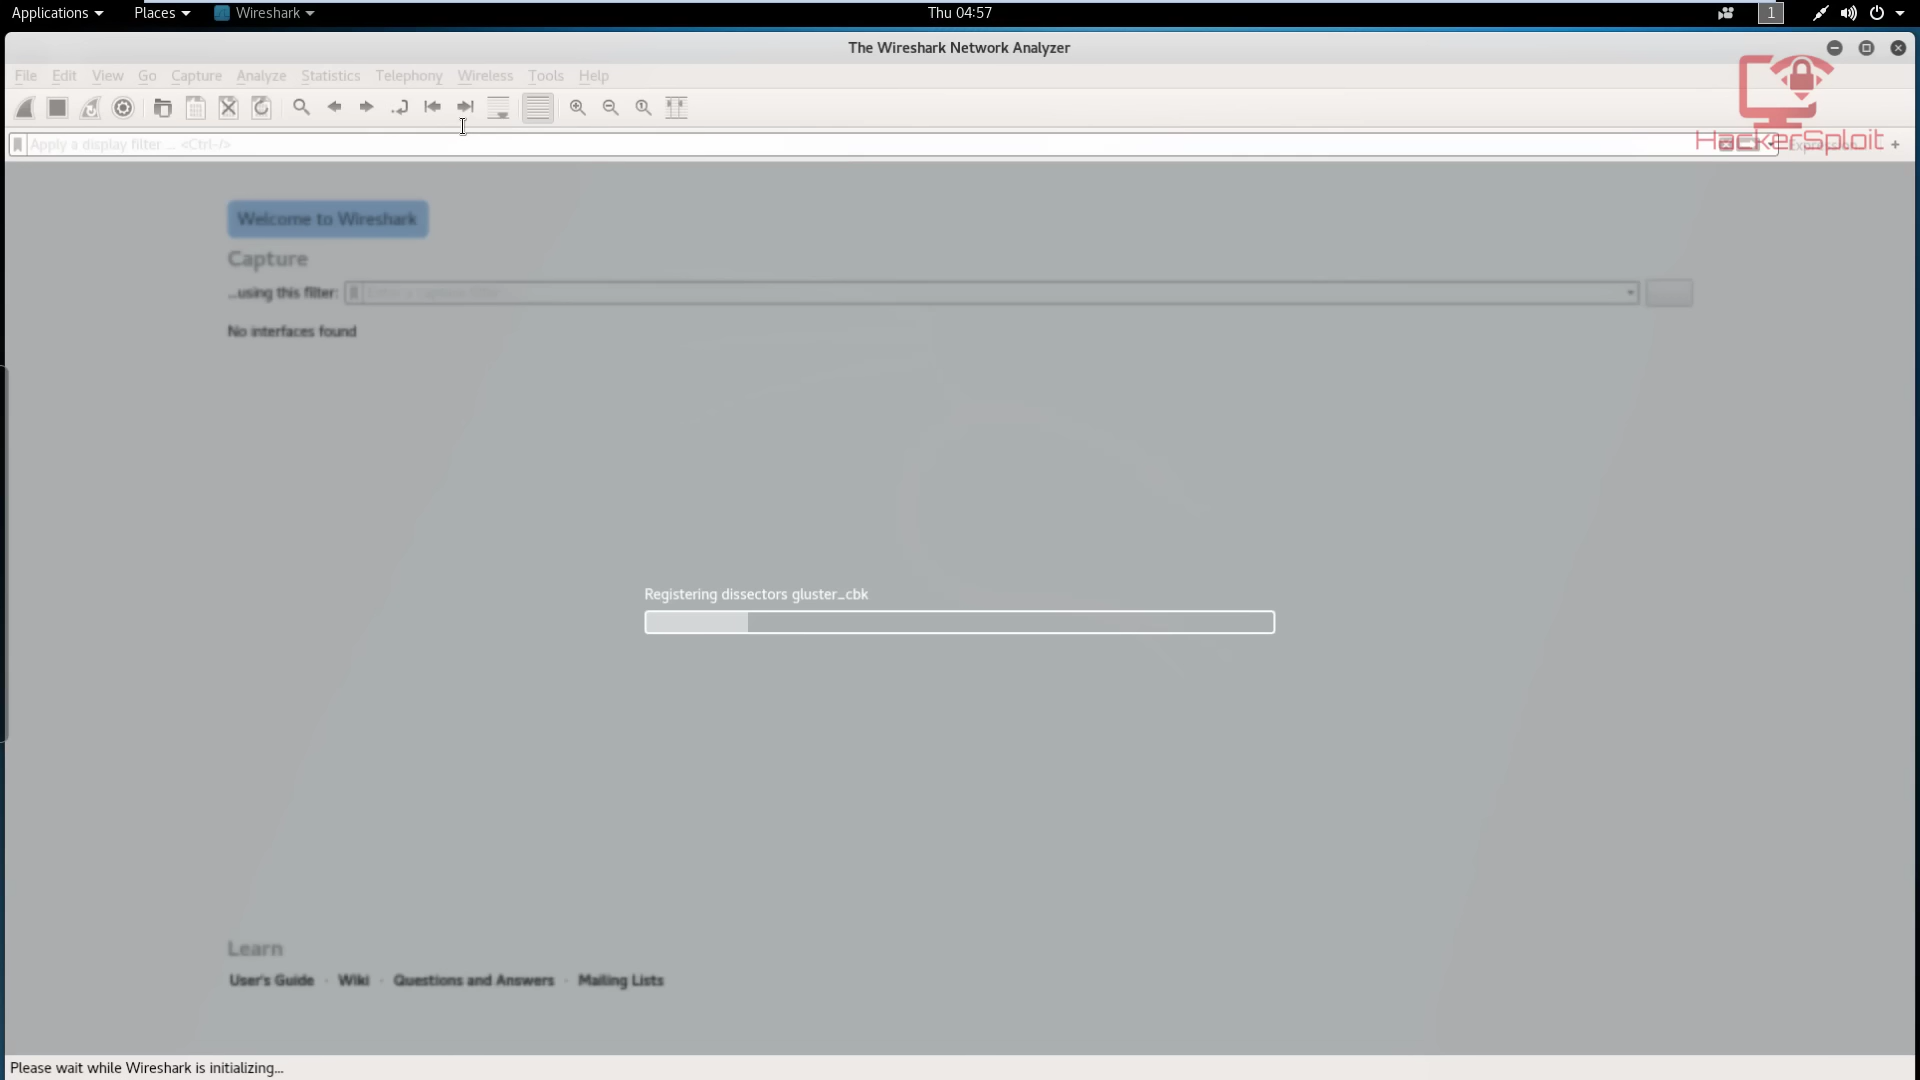 Applications Places Wireshark Thu 04:57 1
The Wireshark Network Analyzer
File Edit View Go Capture Analyze Statistics Telephony Wireless Tools Help
HackerSploit
Apply a display filter ... <Ctrl-/>
Welcome to Wireshark
Capture
...using this filter:
No interfaces found
Registering dissectors gluster_cbk
Learn
User's Guide · Wiki · Questions and Answers · Mailing Lists
Please wait while Wireshark is initializing...